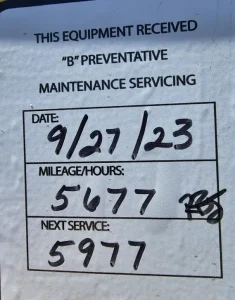 THIS EQUIPMENT RECEIVED
"B" PREVENTATIVE
MAINTENANCE SERVICING
DATE:
9/27/23
MILEAGE/HOURS:
5677
NEXT SERVICE:
5977